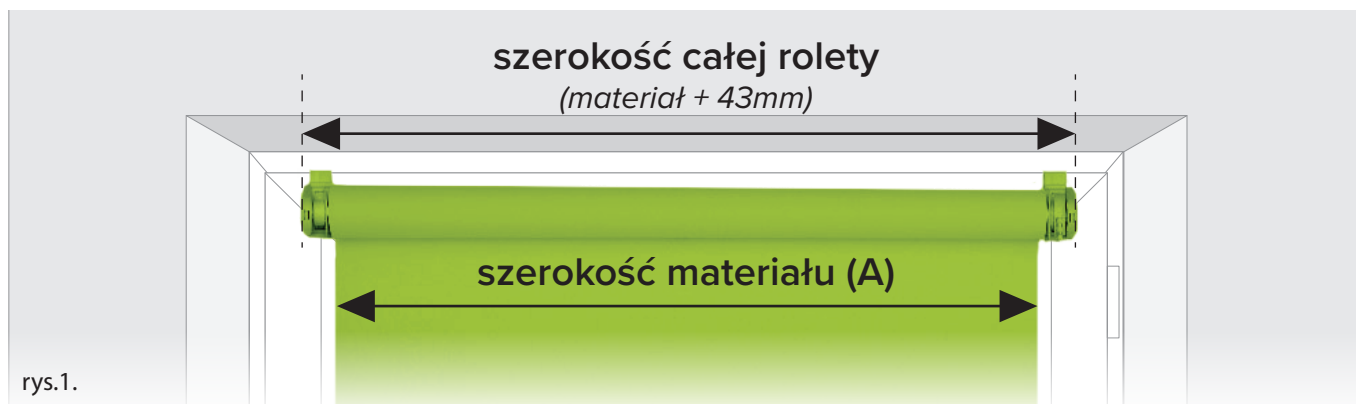 szerokość całej rolety
(materiał + 43mm)
szerokość materiału (A)
rys.1.